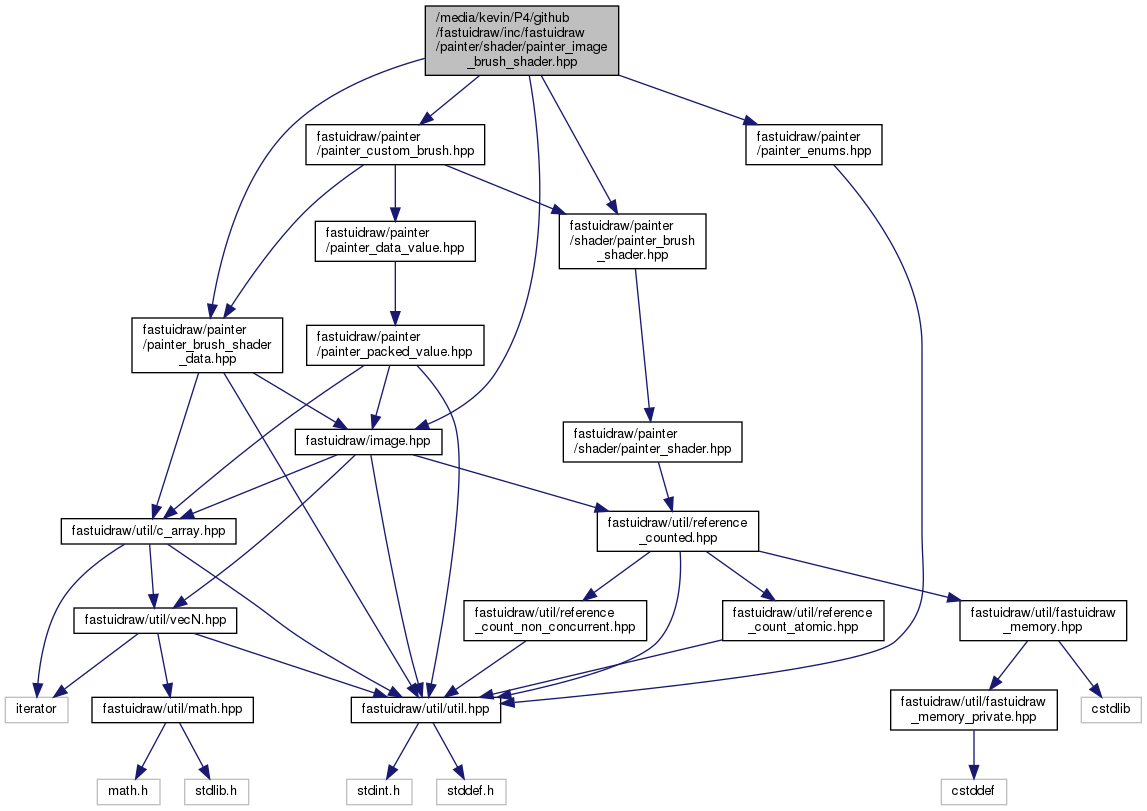 /media/kevin/P4/github
/fastuidraw/inc/fastuidraw
/painter/shader/painter_image
_brush_shader.hpp
fastuidraw/painter
/painter_custom_brush.hpp
fastuidraw/painter
/painter_enums.hpp
fastuidraw/painter
/painter_data_value.hpp
fastuidraw/painter
/shader/painter_brush
_shader.hpp
fastuidraw/painter
/painter_brush_shader
_data.hpp
fastuidraw/painter
/painter_packed_value.hpp
fastuidraw/image.hpp
fastuidraw/painter
/shader/painter_shader.hpp
fastuidraw/util/c_array.hpp
fastuidraw/util/reference
_counted.hpp
fastuidraw/util/vecN.hpp
fastuidraw/util/reference
_count_non_concurrent.hpp
fastuidraw/util/reference
_count_atomic.hpp
fastuidraw/util/fastuidraw
_memory.hpp
iterator
fastuidraw/util/math.hpp
fastuidraw/util/util.hpp
fastuidraw/util/fastuidraw
_memory_private.hpp
cstdlib
math.h
stdlib.h
stdint.h
stddef.h
cstddef